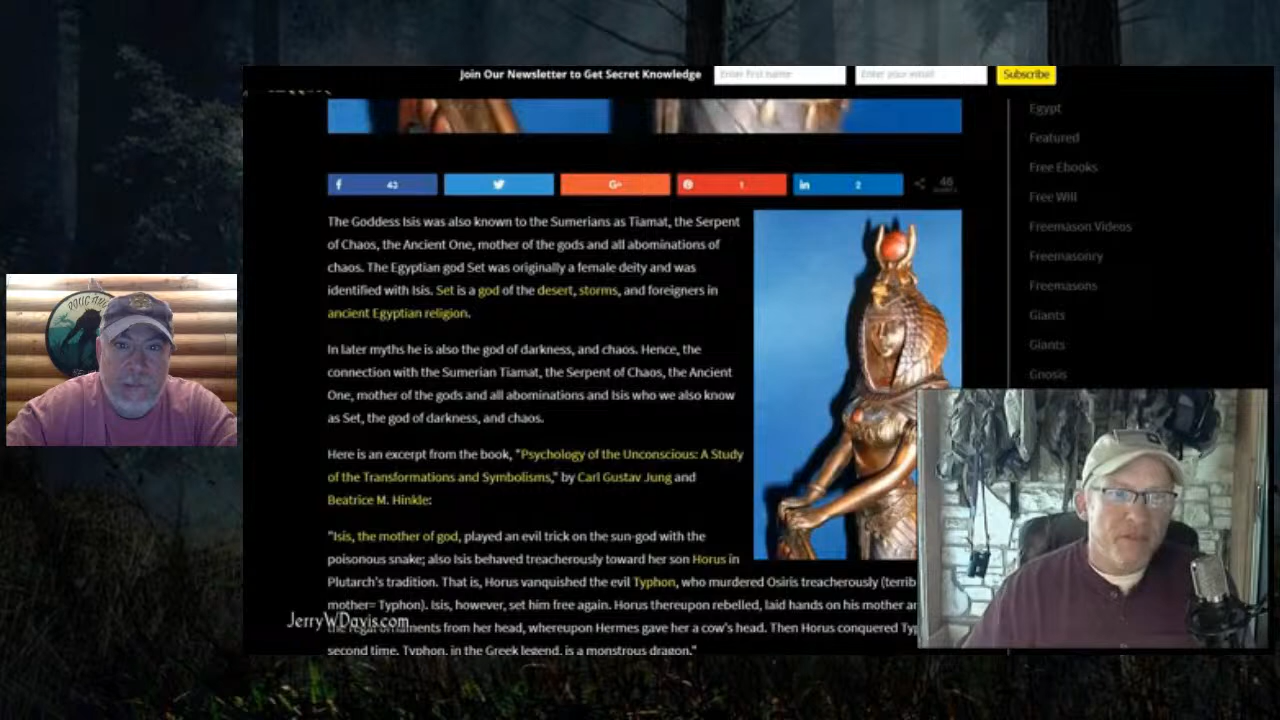 Join Our Newsletter to Get Secret Knowledge
Enter first name
Enter your email
Subscribe
43
G+
1
in 2
46
The Goddess Isis was also known to the Sumerians as Tiamat, the Serpent
of Chaos, the Ancient One, mother of the gods and all abominations of
chaos. The Egyptian god Set was originally a female deity and was
identified with Isis. Set is a god of the desert, storms, and foreigners in
ancient Egyptian religion.
In later myths he is also the god of darkness, and chaos. Hence, the
connection with the Sumerian Tiamat, the Serpent of Chaos, the Ancient
One, mother of the gods and all abominations and Isis who we also know
as Set, the god of darkness, and chaos.
Here is an excerpt from the book, "Psychology of the Unconscious: A Study
of the Transformations and Symbolisms," by Carl Gustav Jung and
Beatrice M. Hinkle:
"Isis, the mother of god, played an evil trick on the sun-god with the
poisonous snake; also Isis behaved treacherously toward her son Horus in
Plutarch's tradition. That is, Horus vanquished the evil Typhon, who murdered Osiris treacherously (terrib
mother= Typhon). Isis, however, set him free again. Horus thereupon rebelled, laid hands on his mother an
the regal ornaments from her head, whereupon Hermes gave her a cow's head. Then Horus conquered Typ
second time. Typhon, in the Greek legend, is a monstrous dragon."
JerryWDavis.com
Egypt
Featured
Free Ebooks
Free Will
Freemason Videos
Freemasonry
Freemasons
Giants
Giants
Gnosis